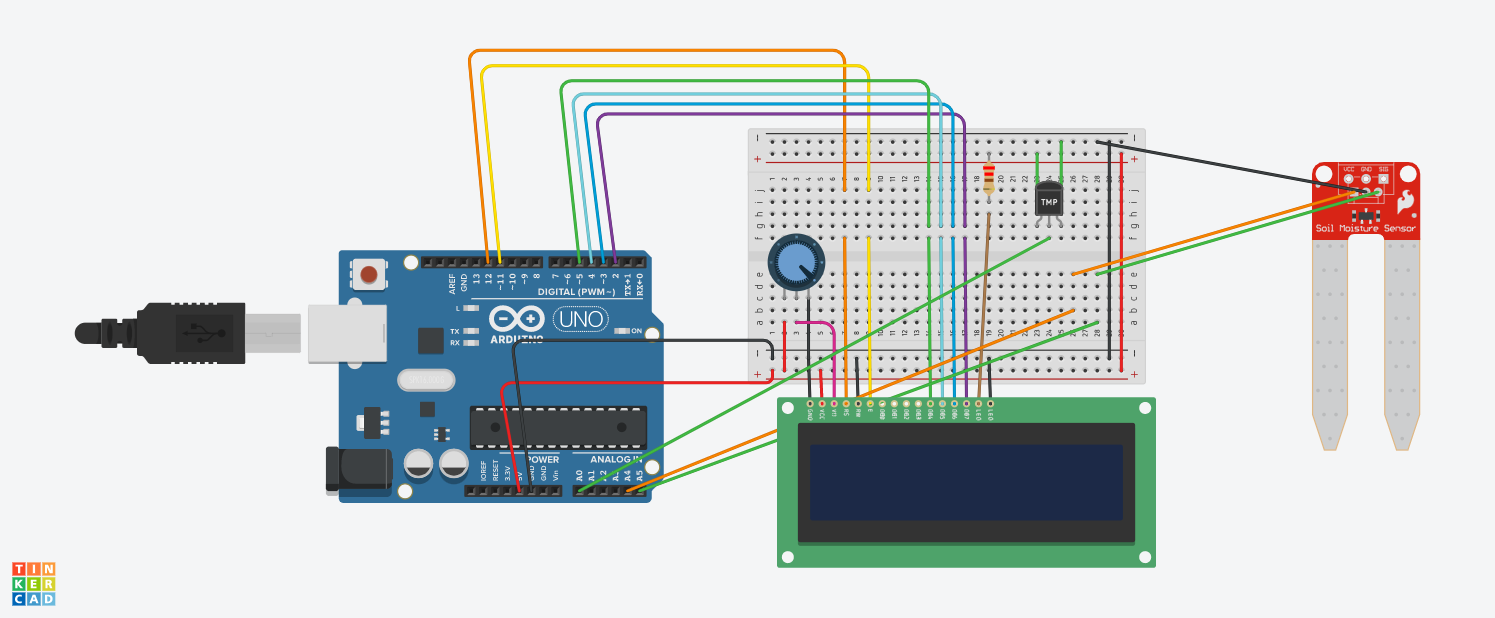 AREF
GND
13
12
~11
~10
~9
8
7
~6
~5
4
~3
2
TX→1
RX←0
DIGITAL (PWM~)
L
TX
RX
ARDUINO
UNO
ON
IOREF
RESET
3.3V
5V
GND
GND
Vin
POWER
ANALOG IN
A0
A1
A2
A3
A4
A5
TMP
j
i
h
g
f
e
d
c
b
a
GND
VCC
V0
RS
RW
E
DB0
DB1
DB2
DB3
DB4
DB5
DB6
DB7
LED
LED
VCC GND SIG
Soil Moisture Sensor
TIN
KER
CAD